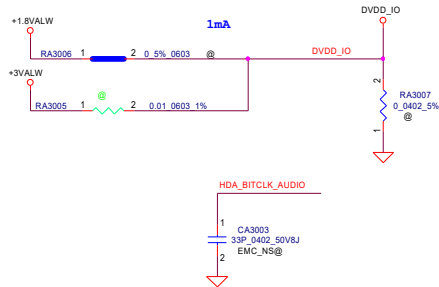 +1.8VALW
1mA
DVDD_IO
RA3006 1 2 0_5%_0603 @
DVDD_IO
+3VALW
@
RA3005 1 2 0.01_0603_1%
2
RA3007
0_0402_5%
@
1
HDA_BITCLK_AUDIO
1
CA3003
33P_0402_50V8J
EMC_NS@
2